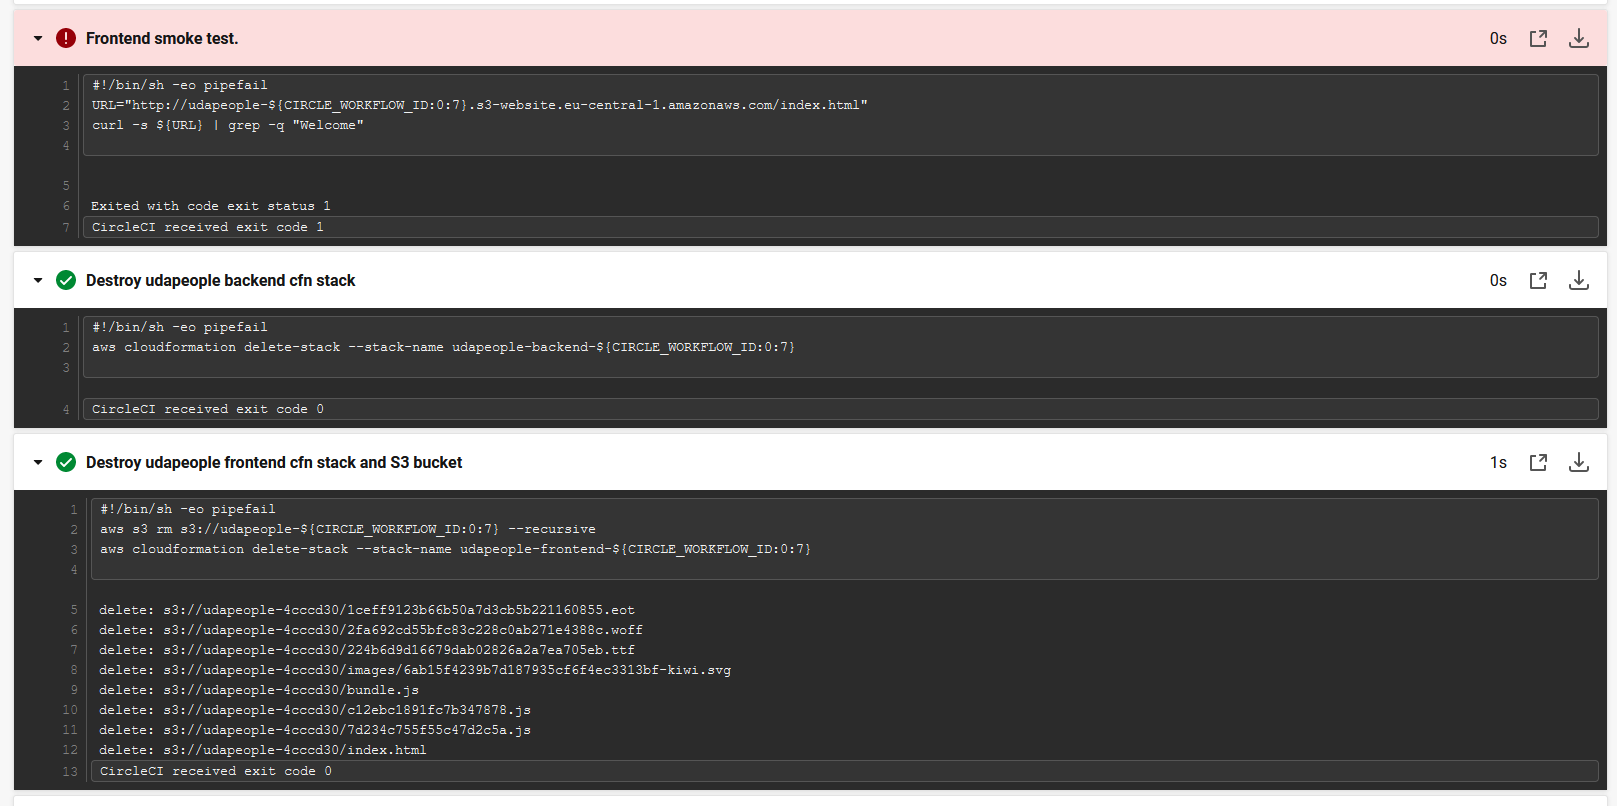 Frontend smoke test.
0s
1 #!/bin/sh -eo pipefail
2 URL="http://udapeople-${CIRCLE_WORKFLOW_ID:0:7}.s3-website.eu-central-1.amazonaws.com/index.html"
3 curl -s ${URL} | grep -q "Welcome"
4
5
6 Exited with code exit status 1
7 CircleCI received exit code 1
Destroy udapeople backend cfn stack
0s
1 #!/bin/sh -eo pipefail
2 aws cloudformation delete-stack --stack-name udapeople-backend-${CIRCLE_WORKFLOW_ID:0:7}
3
4 CircleCI received exit code 0
Destroy udapeople frontend cfn stack and S3 bucket
1s
1 #!/bin/sh -eo pipefail
2 aws s3 rm s3://udapeople-${CIRCLE_WORKFLOW_ID:0:7} --recursive
3 aws cloudformation delete-stack --stack-name udapeople-frontend-${CIRCLE_WORKFLOW_ID:0:7}
4
5 delete: s3://udapeople-4cccd30/1ceff9123b66b50a7d3cb5b221160855.eot
6 delete: s3://udapeople-4cccd30/2fa692cd55bfc83c228c0ab271e4388c.woff
7 delete: s3://udapeople-4cccd30/224b6d9d16679dab02826a2a7ea705eb.ttf
8 delete: s3://udapeople-4cccd30/images/6ab15f4239b7d187935cf6f4ec3313bf-kiwi.svg
9 delete: s3://udapeople-4cccd30/bundle.js
10 delete: s3://udapeople-4cccd30/c12ebc1891fc7b347878.js
11 delete: s3://udapeople-4cccd30/7d234c755f55c47d2c5a.js
12 delete: s3://udapeople-4cccd30/index.html
13 CircleCI received exit code 0